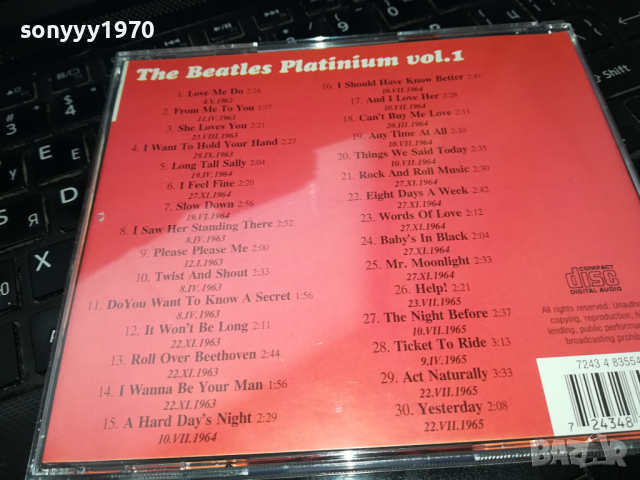 sonyyy1970
The Beatles Platinium vol.1
1. Love Me Do 2:24
4.X.1962
2. From Me To You 1:57
11.IV.1963
3. She Loves You 2:21
23.VIII.1963
4. I Want To Hold Your Hand 2:27
29.IX.1963
5. Long Tall Sally 2:04
19.IV.1964
6. I Feel Fine 2:20
27.XI.1964
7. Slow Down 2:56
19.VI.1964
8. I Saw Her Standing There 2:52
8.IV.1963
9. Please Please Me 2:00
12.I.1963
10. Twist And Shout 2:33
8.IV.1963
11. DoYou Want To Know A Secret 1:56
8.IV.1963
12. It Won't Be Long 2:11
22.XI.1963
13. Roll Over Beethoven 2:44
22.XI.1963
14. I Wanna Be Your Man 1:56
22.XI.1963
15. A Hard Day's Night 2:29
10.VII.1964
16. I Should Have Know Better 2:41
10.VII.1964
17. And I Love Her 2:28
10.VII.1964
18. Can't Buy Me Love 2:11
20.III.1964
19. Any Time At All 2:10
10.VII.1964
20. Things We Said Today 2:35
10.VII.1964
21. Rock And Roll Music 2:30
27.XI.1964
22. Eight Days A Week 2:42
27.XI.1964
23. Words Of Love 2:12
27.XI.1964
24. Baby's In Black 2:04
27.XI.1964
25. Mr. Moonlight 2:33
27.XI.1964
26. Help! 2:21
23.VII.1965
27. The Night Before 2:37
10.VII.1965
28. Ticket To Ride 3:13
9.IV.1965
29. Act Naturally 3:33
22.VII.1965
30. Yesterday 2:08
22.VII.1965
COMPACT
disc
DIGITAL AUDIO
All rights reserved. Unautho
copying, reproduction, h
lending, public performa
broadcasting prohib
7243 4 83554
7 24348
BAZAR